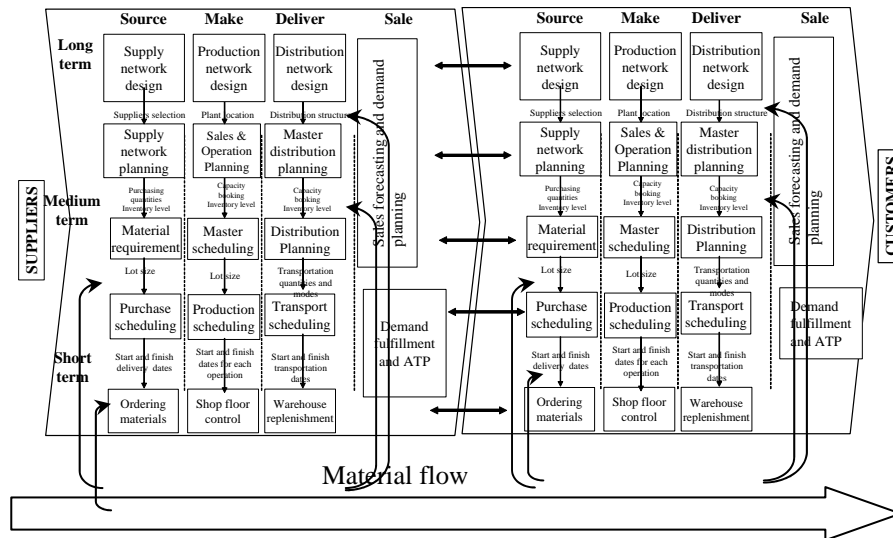 Source Make Deliver Sale
Long
term
Supply
network
design
Production
network
design
Distribution
network
design
Suppliers selection
Plant location
Distribution structure
Supply
network
planning
Sales &
Operation
Planning
Master
distribution
planning
Medium
term
Purchasing
quantities
Inventory level
Capacity
booking
Inventory level
Capacity
booking
Inventory level
Material
requirement
Master
scheduling
Distribution
Planning
Lot size
Lot size
Transportation
quantities and
modes
Purchase
scheduling
Production
scheduling
Transport
scheduling
Short
term
Start and finish
delivery dates
Start and finish
dates for each
operation
Start and finish
transportation
dates
Ordering
materials
Shop floor
control
Warehouse
replenishment
Sales forecasting and demand
planning
Demand
fulfillment
and ATP
SUPPLIERS
Source Make Deliver Sale
Supply
network
design
Production
network
design
Distribution
network
design
Suppliers selection
Plant location
Distribution structure
Supply
network
planning
Sales &
Operation
Planning
Master
distribution
planning
Purchasing
quantities
Inventory level
Capacity
booking
Inventory level
Capacity
booking
Inventory level
Material
requirement
Master
scheduling
Distribution
Planning
Lot size
Lot size
Transportation
quantities and
modes
Purchase
scheduling
Production
scheduling
Transport
scheduling
Start and finish
delivery dates
Start and finish
dates for each
operation
Start and finish
transportation
dates
Ordering
materials
Shop floor
control
Warehouse
replenishment
Sales forecasting and demand
planning
Demand
fulfillment
and ATP
CUSTOMERS
Material flow